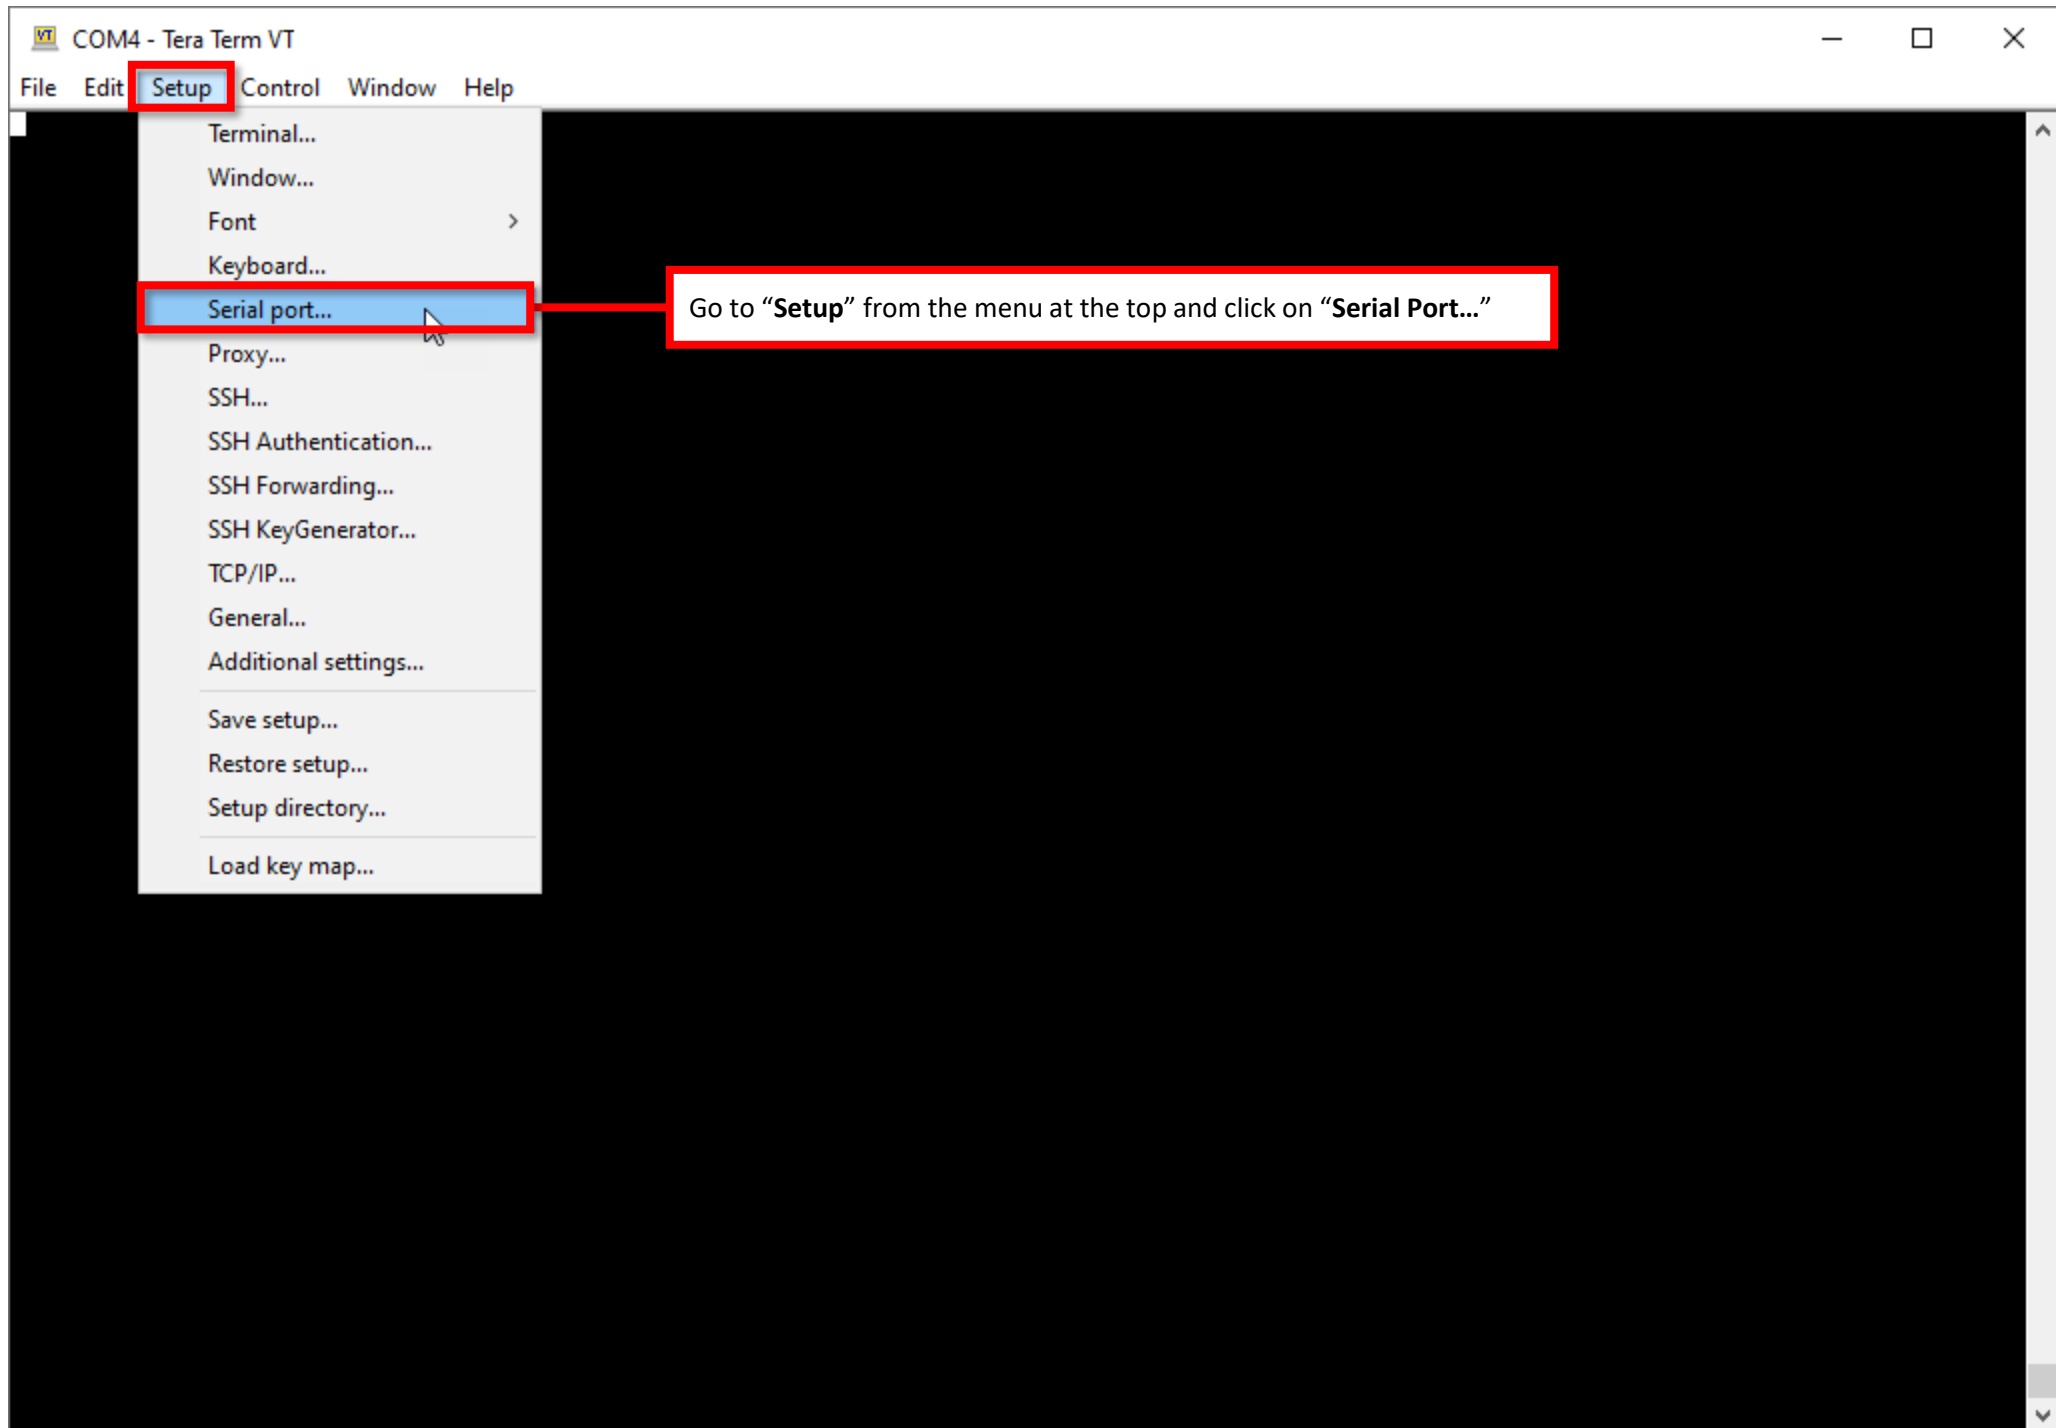 VT COM4 - Tera Term VT
File Edit Setup Control Window Help
Terminal...
Window...
Font
Keyboard...
Serial port...
Go to “Setup” from the menu at the top and click on “Serial Port...”
Proxy...
SSH...
SSH Authentication...
SSH Forwarding...
SSH KeyGenerator...
TCP/IP...
General...
Additional settings...
Save setup...
Restore setup...
Setup directory...
Load key map...